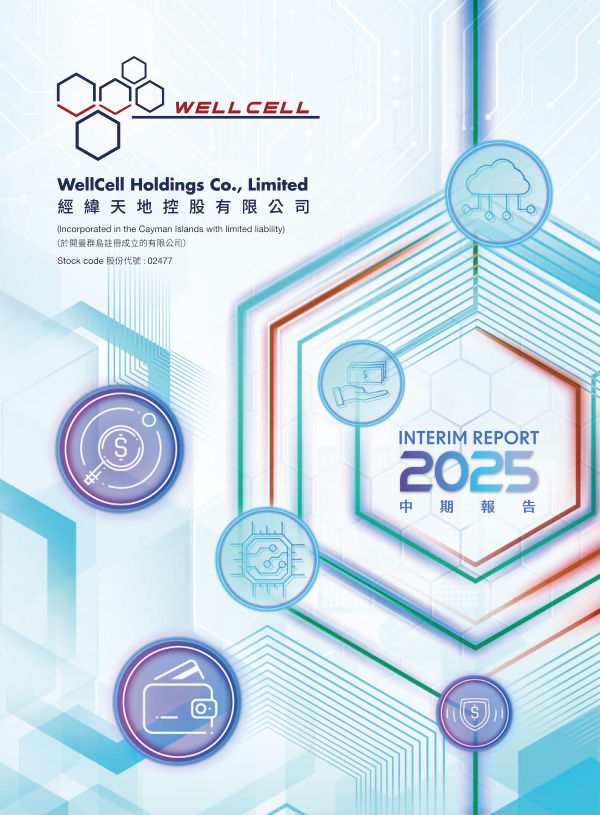 WELLCELL
WellCell Holdings Co., Limited
經緯天地控股有限公司
(Incorporated in the Cayman Islands with limited liability)
（於開曼群島註冊成立的有限公司）
Stock code 股份代號 : 02477
$
$
INTERIM REPORT
2025
中期報告
$